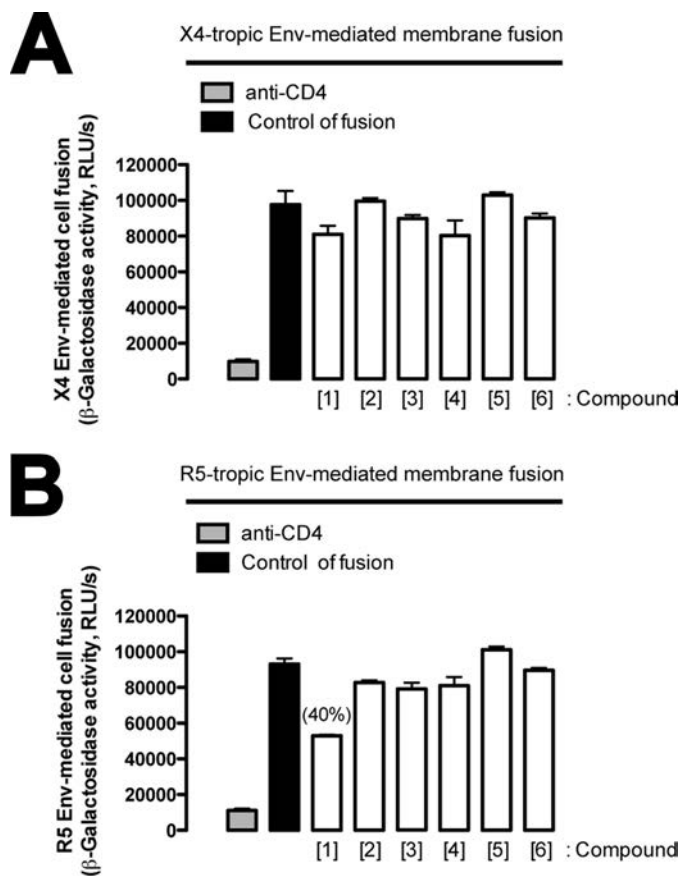 A
X4-tropic Env-mediated membrane fusion
anti-CD4
Control of fusion
X4 Env-mediated cell fusion
(β-Galactosidase activity, RLU/s)
120000
100000
80000
60000
40000
20000
0
[1] [2] [3] [4] [5] [6] : Compound
B
R5-tropic Env-mediated membrane fusion
anti-CD4
Control of fusion
R5 Env-mediated cell fusion
(β-Galactosidase activity, RLU/s)
120000
100000
80000
60000
40000
20000
0
(40%)
[1] [2] [3] [4] [5] [6] : Compound